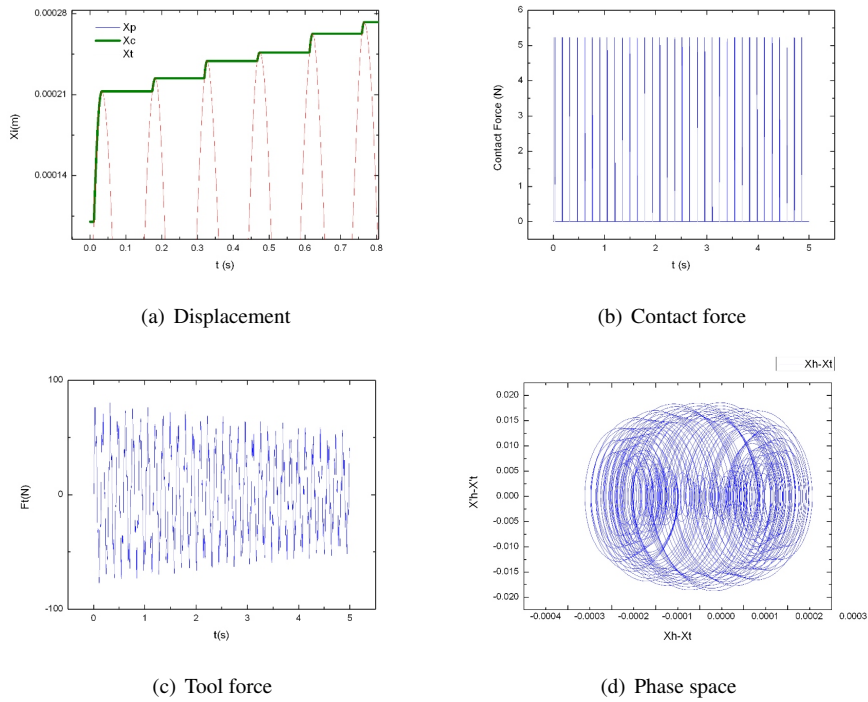 0.00028
0.00021
0.00014
Xi(m)
Xp
Xc
Xt
0.0 0.1 0.2 0.3 0.4 0.5 0.6 0.7 0.8
t (s)
(a) Displacement
6
5
4
3
2
1
0
Contact Force (N)
0 1 2 3 4 5
t (s)
(b) Contact force
100
0
-100
Ft(N)
0 1 2 3 4 5
t(s)
(c) Tool force
Xh-Xt
0.020
0.015
0.010
0.005
0.000
-0.005
-0.010
-0.015
-0.020
X'h-X't
-0.0004 -0.0003 -0.0002 -0.0001 0.0000 0.0001 0.0002 0.0003
Xh-Xt
(d) Phase space